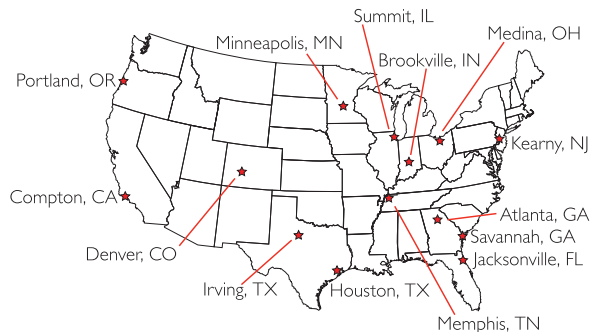 Summit, IL
Minneapolis, MN
Medina, OH
Brookville, IN
Portland, OR
Kearny, NJ
Compton, CA
Atlanta, GA
Savannah, GA
Denver, CO
Jacksonville, FL
Irving, TX
Houston, TX
Memphis, TN